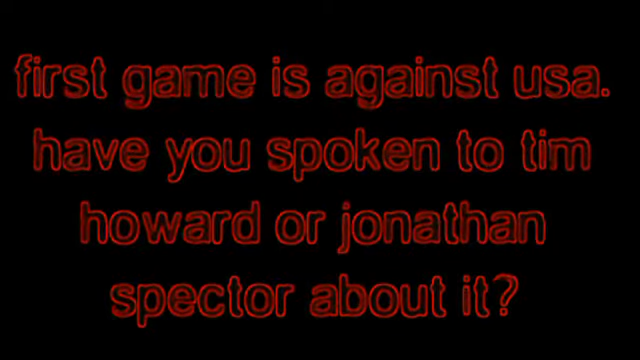 first game is against usa.
have you spoken to tim
howard or jonathan
spector about it?